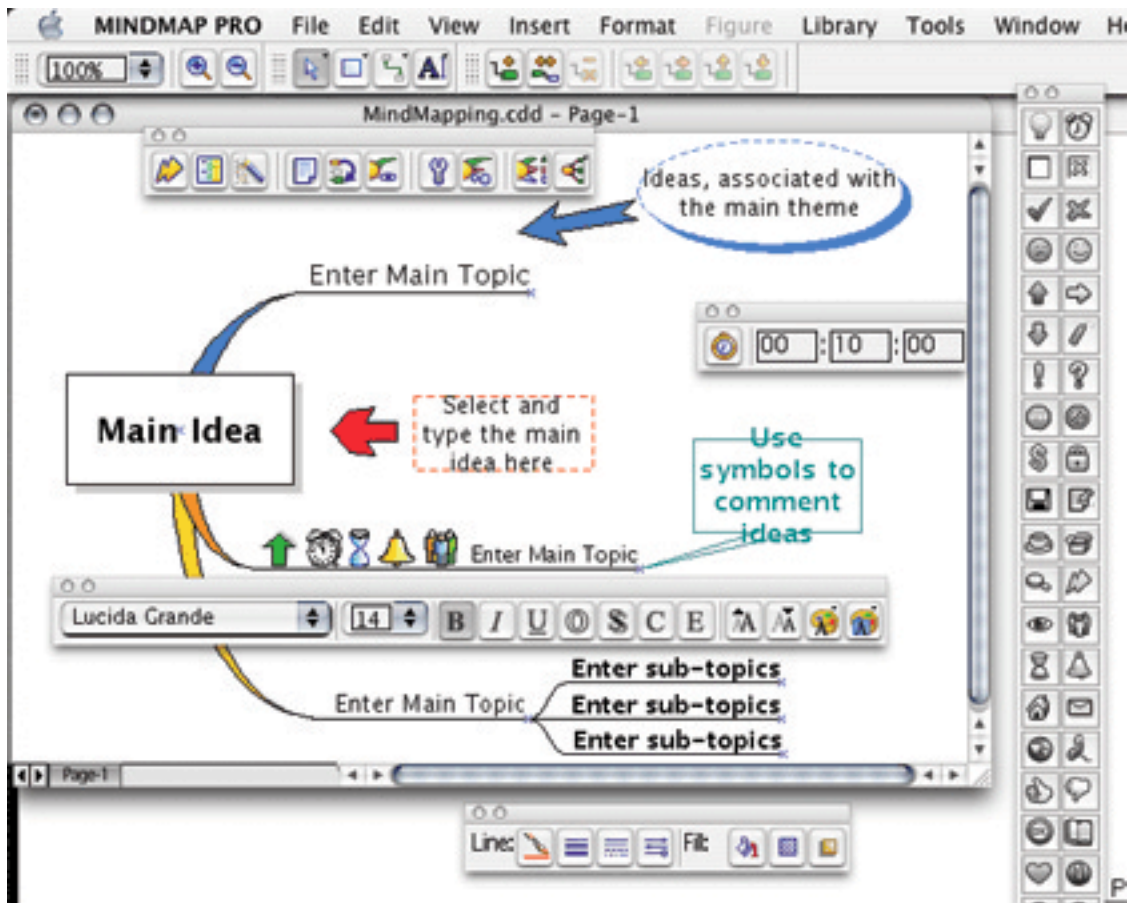 MINDMAP PRO File Edit View Insert Format Figure Library Tools Window
100%
MindMapping.cdd – Page-1
Ideas, associated with
the main theme
Enter Main Topic
00 : 10 : 00
Main Idea
Select and
type the main
idea here
Use
symbols to
comment
ideas
Enter Main Topic
Lucida Grande 14 B I U O S C E
Enter sub-topics
Enter Main Topic
Enter sub-topics
Enter sub-topics
Page-1
Line: Fill: